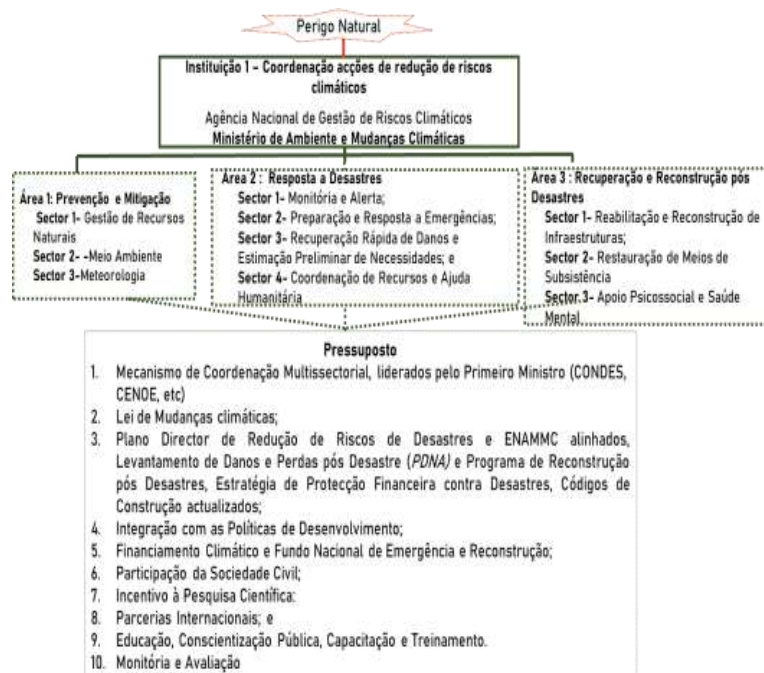 Perigo Natural
Instituição 1 – Coordenação acções de redução de riscos
climáticos
Agência Nacional de Gestão de Riscos Climáticos
Ministério de Ambiente e Mudanças Climáticas
Área 1: Prevenção e Mitigação
Sector 1- Gestão de Recursos
Naturais
Sector 2- -Meio Ambiente
Sector 3-Meteorologia
Área 2 : Resposta a Desastres
Sector 1- Monitória e Alerta;
Sector 2- Preparação e Resposta a Emergências;
Sector 3- Recuperação Rápida de Danos e
Estimação Preliminar de Necessidades; e
Sector 4- Coordenação de Recursos e Ajuda
Humanitária
Área 3 : Recuperação e Reconstrução pós
Desastres
Sector 1- Reabilitação e Reconstrução de
Infraestruturas;
Sector 2- Restauração de Meios de
Subsistência
Sector.3- Apoio Psicossocial e Saúde
Mental
Pressuposto
1. Mecanismo de Coordenação Multissectorial, liderados pelo Primeiro Ministro (CONDES,
CENOE, etc)
2. Lei de Mudanças climáticas;
3. Plano Director de Redução de Riscos de Desastres e ENAMMC alinhados,
Levantamento de Danos e Perdas pós Desastre (PDNA) e Programa de Reconstrução
pós Desastres, Estratégia de Protecção Financeira contra Desastres, Códigos de
Construção actualizados;
4. Integração com as Políticas de Desenvolvimento;
5. Financiamento Climático e Fundo Nacional de Emergência e Reconstrução;
6. Participação da Sociedade Civil;
7. Incentivo à Pesquisa Científica:
8. Parcerias Internacionais; e
9. Educação, Conscientização Pública, Capacitação e Treinamento.
10. Monitória e Avaliação